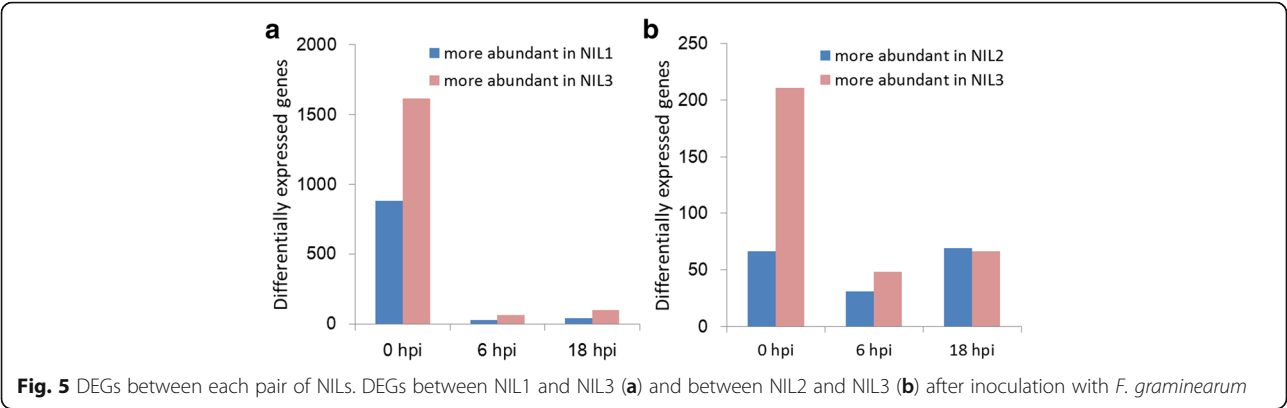 a
2000
1500
1000
500
0
Differentially expressed genes
more abundant in NIL1
more abundant in NIL3
0 hpi 6 hpi 18 hpi
b
250
200
150
100
50
0
Differentially expressed genes
more abundant in NIL2
more abundant in NIL3
0 hpi 6 hpi 18 hpi
Fig. 5 DEGs between each pair of NILs. DEGs between NIL1 and NIL3 (a) and between NIL2 and NIL3 (b) after inoculation with F. graminearum